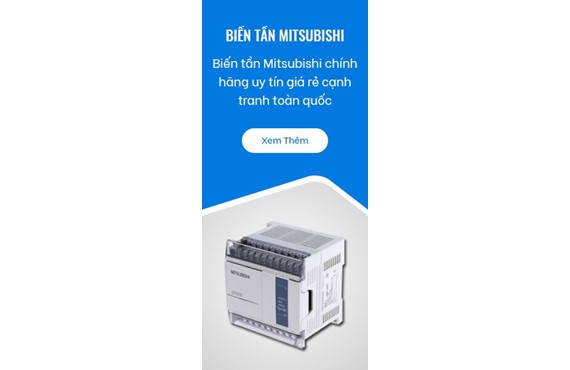 BIẾN TẦN MITSUBISHI
Biến tần Mitsubishi chính
hãng uy tín giá rẻ cạnh
tranh toàn quốc
Xem Thêm
MITSUBISHI